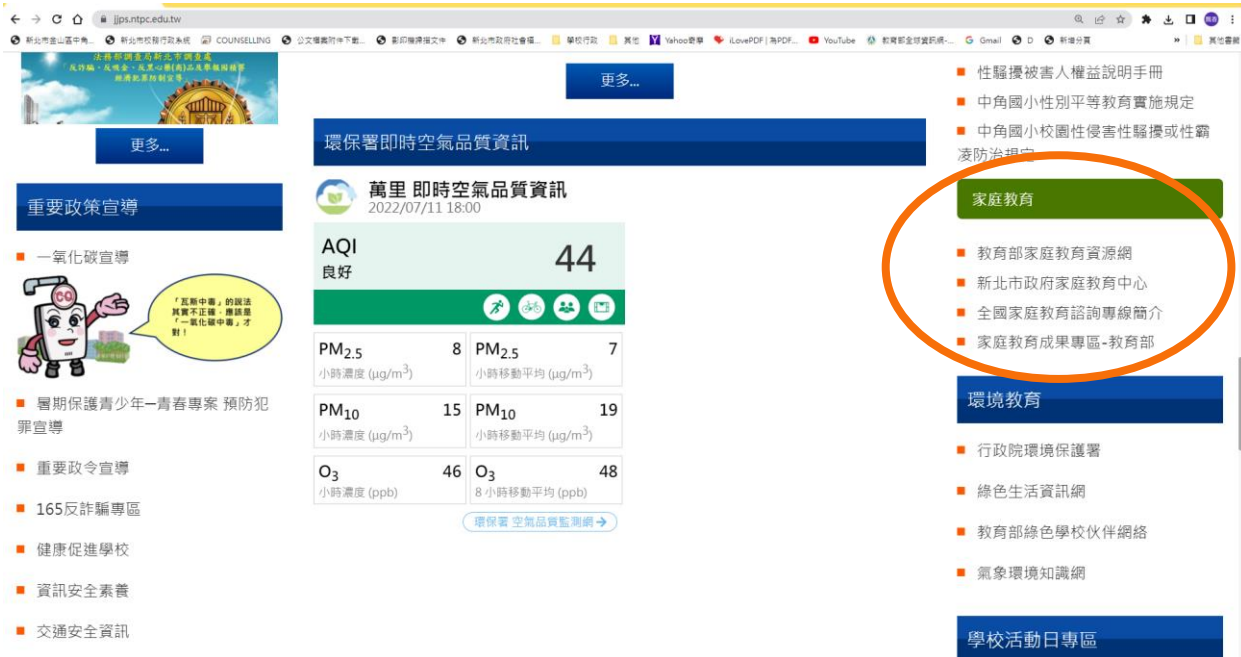 jjps.ntpc.edu.tw
新北市金山區中角...
新北市校務行政系統
COUNSELLING
公文檔案附件下載...
影印機掃描文件
新北市政府社會福...
學校行政
其他
Yahoo奇摩
iLovePDF | 為PDF...
YouTube
教育部全球資訊網-...
Gmail
D
新增分頁
»
其他書籤
法務部調查局新北市調查處
更多...
重要政策宣導
一氧化碳宣導
CO
「瓦斯中毒」的說法
其實不正確，應該是
「一氧化碳中毒」才
對！
暑期保護青少年—青春專案 預防犯
罪宣導
重要政令宣導
165反詐騙專區
健康促進學校
資訊安全素養
交通安全資訊
更多...
環保署即時空氣品質資訊
萬里 即時空氣品質資訊
2022/07/11 18:00
AQI
良好
44
PM2.5 8
小時濃度 (μg/m3)
PM2.5 7
小時移動平均 (μg/m3)
PM10 15
小時濃度 (μg/m3)
PM10 19
小時移動平均 (μg/m3)
O3 46
小時濃度 (ppb)
O3 48
8 小時移動平均 (ppb)
環保署 空氣品質監測網
性騷擾被害人權益說明手冊
中角國小性別平等教育實施規定
中角國小校園性侵害性騷擾或性霸
凌防治規定
家庭教育
教育部家庭教育資源網
新北市政府家庭教育中心
全國家庭教育諮詢專線簡介
家庭教育成果專區-教育部
環境教育
行政院環境保護署
綠色生活資訊網
教育部綠色學校伙伴網絡
氣象環境知識網
學校活動日專區